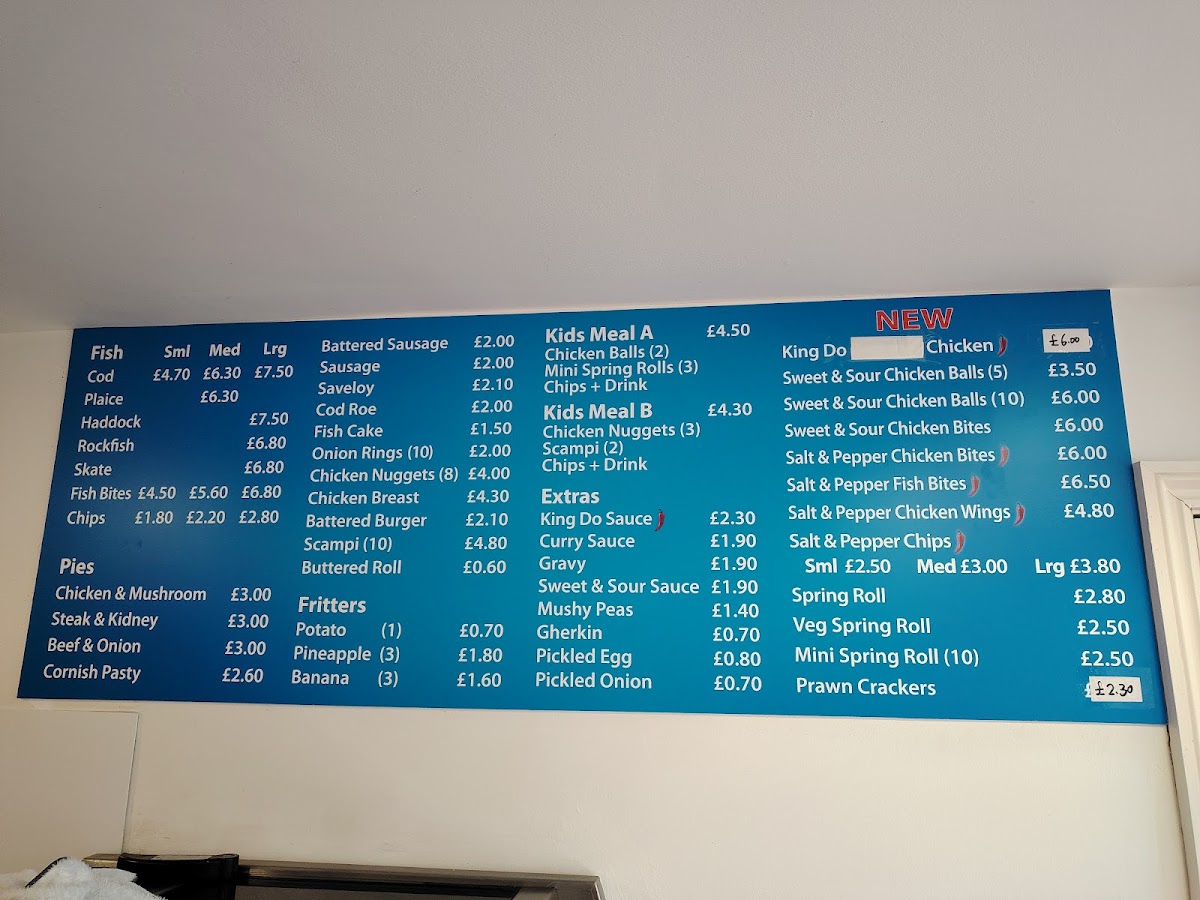 Fish Sml Med Lrg
Cod £4.70 £6.30 £7.50
Plaice £6.30
Haddock £7.50
Rockfish £6.80
Skate £6.80
Fish Bites £4.50 £5.60 £6.80
Chips £1.80 £2.20 £2.80
Pies
Chicken & Mushroom £3.00
Steak & Kidney £3.00
Beef & Onion £3.00
Cornish Pasty £2.60
Battered Sausage £2.00
Sausage £2.00
Saveloy £2.10
Cod Roe £2.00
Fish Cake £1.50
Onion Rings (10) £2.00
Chicken Nuggets (8) £4.00
Chicken Breast £4.30
Battered Burger £2.10
Scampi (10) £4.80
Buttered Roll £0.60
Fritters
Potato (1) £0.70
Pineapple (3) £1.80
Banana (3) £1.60
Kids Meal A £4.50
Chicken Balls (2)
Mini Spring Rolls (3)
Chips + Drink
Kids Meal B £4.30
Chicken Nuggets (3)
Scampi (2)
Chips + Drink
Extras
King Do Sauce £2.30
Curry Sauce £1.90
Gravy £1.90
Sweet & Sour Sauce £1.90
Mushy Peas £1.40
Gherkin £0.70
Pickled Egg £0.80
Pickled Onion £0.70
NEW
King Do Chicken £6.00
Sweet & Sour Chicken Balls (5) £3.50
Sweet & Sour Chicken Balls (10) £6.00
Sweet & Sour Chicken Bites £6.00
Salt & Pepper Chicken Bites £6.00
Salt & Pepper Fish Bites £6.50
Salt & Pepper Chicken Wings £4.80
Salt & Pepper Chips
Sml £2.50 Med £3.00 Lrg £3.80
Spring Roll £2.80
Veg Spring Roll £2.50
Mini Spring Roll (10) £2.50
Prawn Crackers £2.30